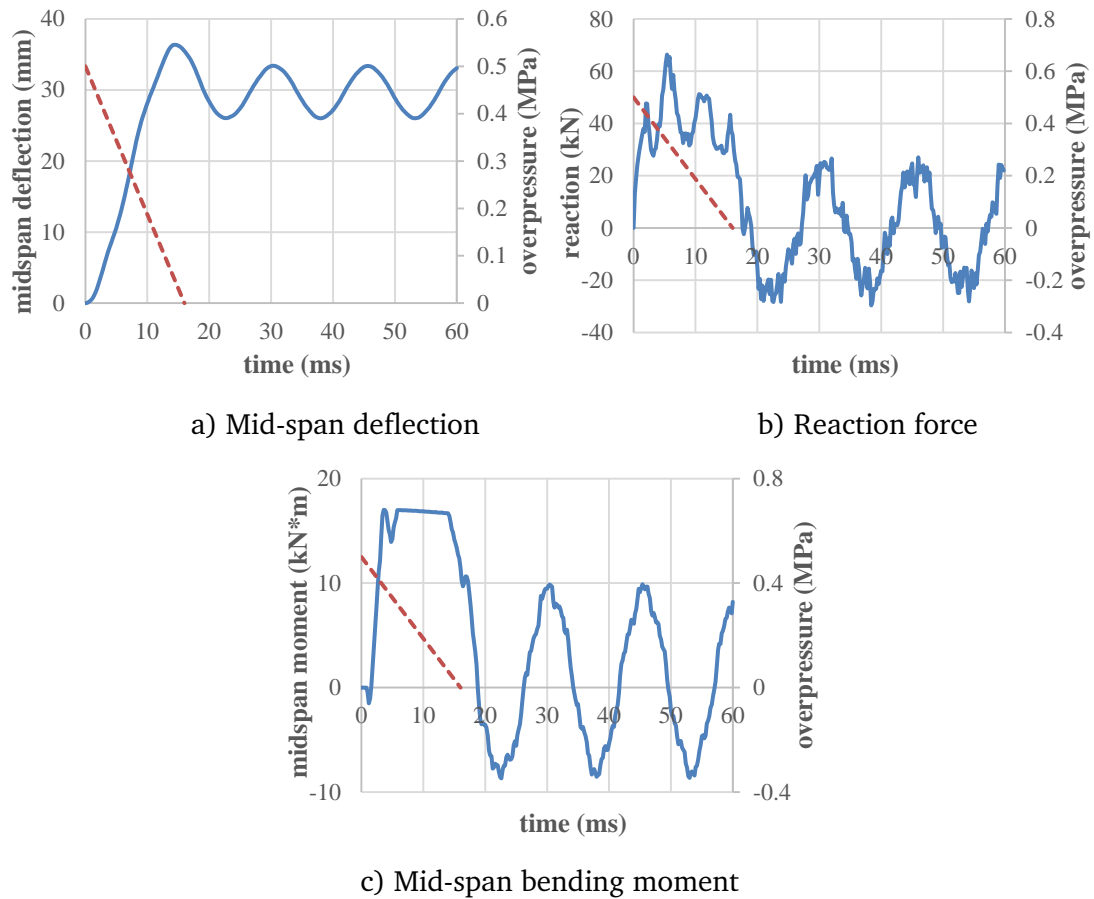 40
30
20
10
0
midspan deflection (mm)
0.6
0.5
0.4
0.3
0.2
0.1
0
overpressure (MPa)
0 10 20 30 40 50 60
time (ms)
a) Mid-span deflection
80
60
40
20
0
-20
-40
reaction (kN)
0.8
0.6
0.4
0.2
0
-0.2
-0.4
overpressure (MPa)
0 10 20 30 40 50 60
time (ms)
b) Reaction force
20
10
0
-10
midspan moment (kN*m)
0.8
0.4
0
-0.4
overpressure (MPa)
0 10 20 30 40 50 60
time (ms)
c) Mid-span bending moment